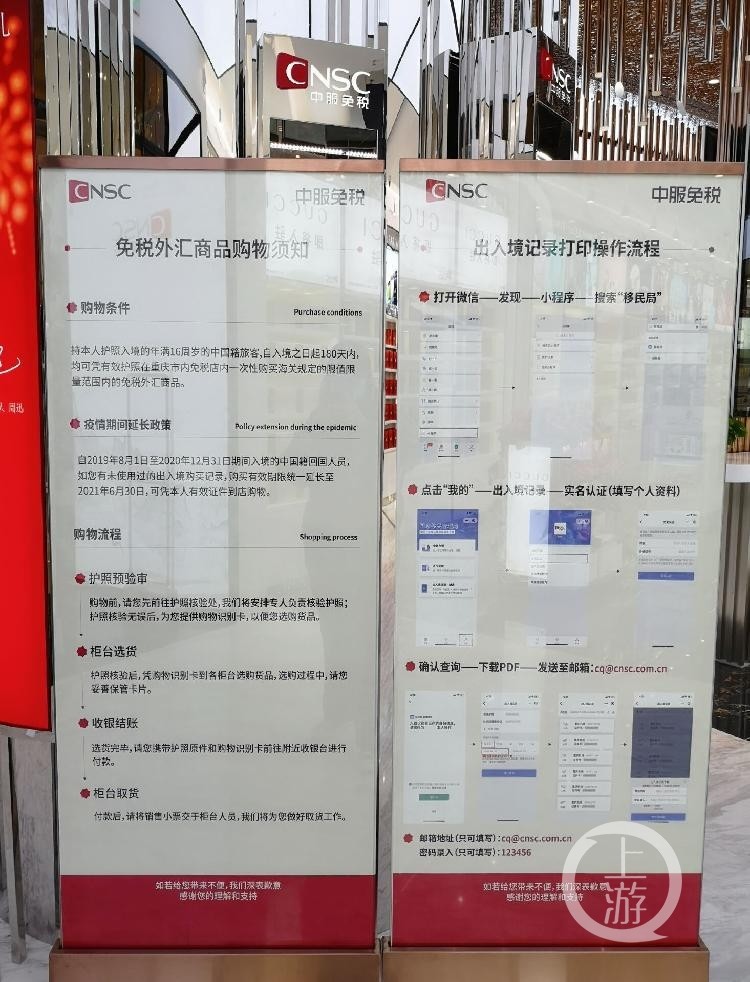 CNSC
中服免税
CNSC
中服免税
CNSC
中服免税
免税外汇商品购物须知
购物条件
Purchase conditions
持本人护照入境的年满16周岁的中国籍旅客,自入境之日起180天内,
均可凭有效护照在重庆市内免税店内一次性购买海关规定的限值限
量范围内的免税外汇商品。
疫情期间延长政策
Policy extension during the epidemic
自2019年8月1日至2020年12月31日期间入境的中国籍回国人员,
如您有未使用过的出入境购买记录,购买有效期限统一延长至
2021年6月30日,可凭本人有效证件到店购物。
购物流程
Shopping process
护照预验审
购物前,请您先前往护照核验处,我们将安排专人负责核验护照;
护照核验无误后,为您提供购物识别卡,以便您选购货品。
柜台选货
护照核验后,凭购物识别卡到各柜台选购货品,选购过程中,请您
妥善保管卡片。
收银结账
选货完毕,请您携带护照原件和购物识别卡前往附近收银台进行
付款。
柜台取货
付款后,请将销售小票交于柜台人员,我们将为您做好取货工作。
如若给您带来不便,我们深表歉意
感谢您的理解和支持
CNSC
中服免税
出入境记录打印操作流程
打开微信——发现——小程序——搜索“移民局”
点击“我的”——出入境记录——实名认证(填写个人资料)
确认查询——下载PDF——发送至邮箱:cq@cnsc.com.cn
邮箱地址(只可填写):cq@cnsc.com.cn
密码录入(只可填写):123456
如若给您带来不便,我们深表歉意
感谢您的理解和支持
上游